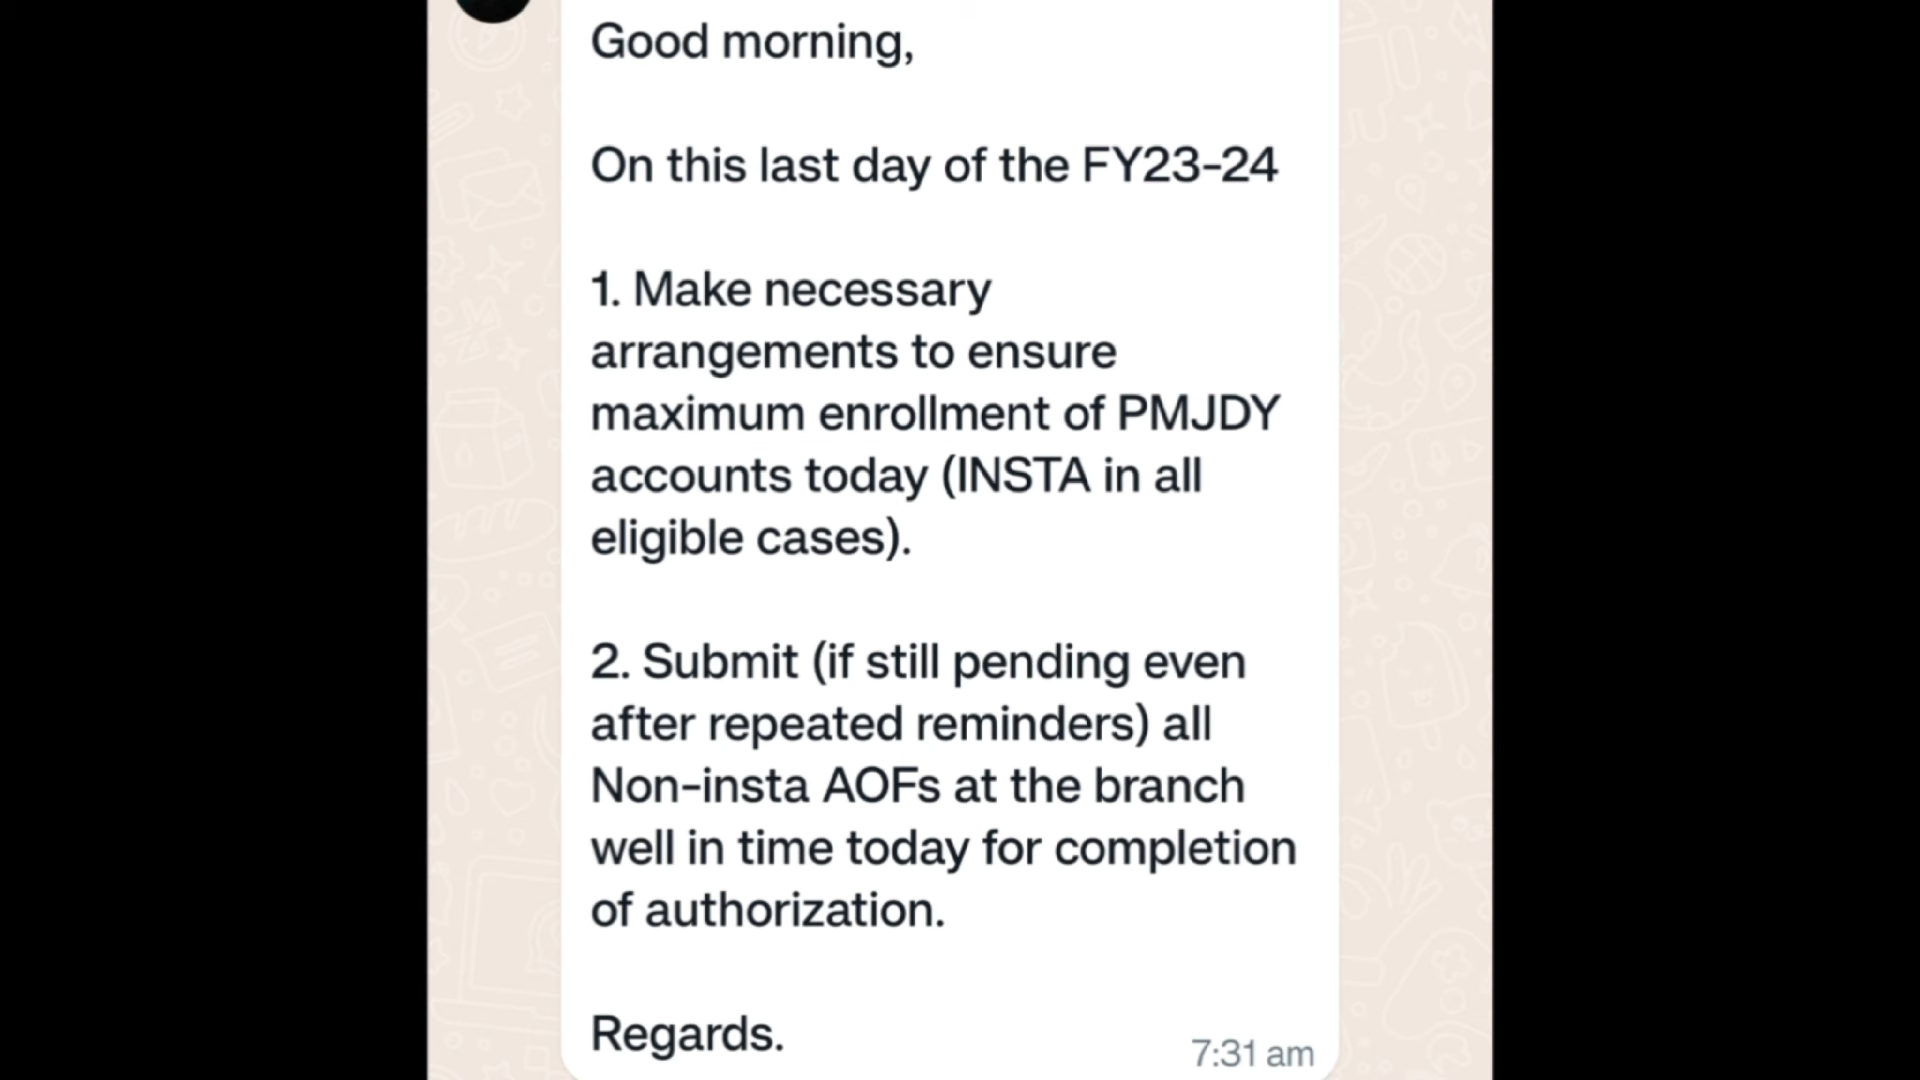 Good morning,
On this last day of the FY23-24
1. Make necessary
arrangements to ensure
maximum enrollment of PMJDY
accounts today (INSTA in all
eligible cases).
2. Submit (if still pending even
after repeated reminders) all
Non-insta AOFs at the branch
well in time today for completion
of authorization.
Regards.
7:31 am